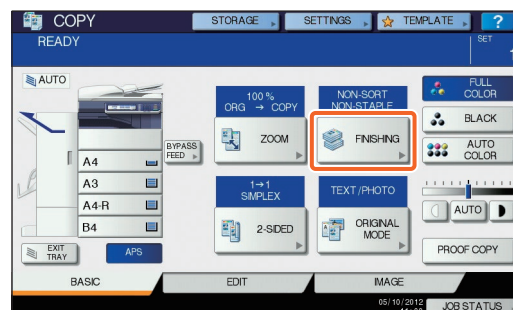 COPY
STORAGE SETTINGS TEMPLATE ?
READY
SET
AUTO
100 %
ORG → COPY
ZOOM
NON-SORT
NON-STAPLE
FINISHING
FULL
COLOR
BLACK
AUTO
COLOR
BYPASS
FEED
A4
A3
A4-R
B4
1→1
SIMPLEX
2-SIDED
TEXT/PHOTO
ORIGINAL
MODE
AUTO
EXIT
TRAY
APS
PROOF COPY
BASIC EDIT IMAGE
05/10/2012
JOB STATUS